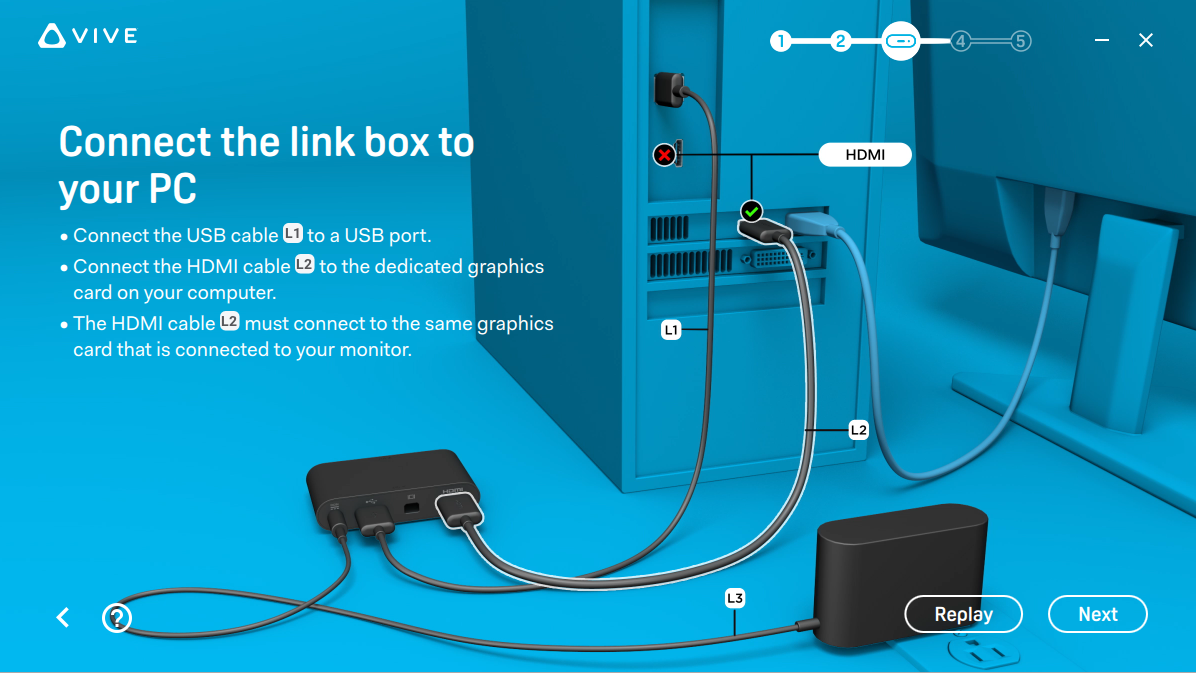 VIVE
1 2 4 5
Connect the link box to
your PC
• Connect the USB cable L1 to a USB port.
• Connect the HDMI cable L2 to the dedicated graphics
card on your computer.
• The HDMI cable L2 must connect to the same graphics
card that is connected to your monitor.
HDMI
L1
L2
HDMI
L3
?
Replay
Next